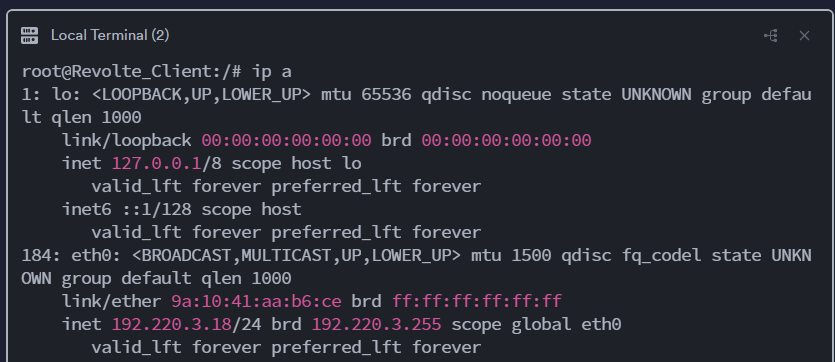 Local Terminal (2)
root@Revolte_Client:/# ip a
1: lo: <LOOPBACK,UP,LOWER_UP> mtu 65536 qdisc noqueue state UNKNOWN group defau
lt qlen 1000
    link/loopback 00:00:00:00:00:00 brd 00:00:00:00:00:00
    inet 127.0.0.1/8 scope host lo
       valid_lft forever preferred_lft forever
    inet6 ::1/128 scope host
       valid_lft forever preferred_lft forever
184: eth0: <BROADCAST,MULTICAST,UP,LOWER_UP> mtu 1500 qdisc fq_codel state UNKN
OWN group default qlen 1000
    link/ether 9a:10:41:aa:b6:ce brd ff:ff:ff:ff:ff:ff
    inet 192.220.3.18/24 brd 192.220.3.255 scope global eth0
       valid_lft forever preferred_lft forever